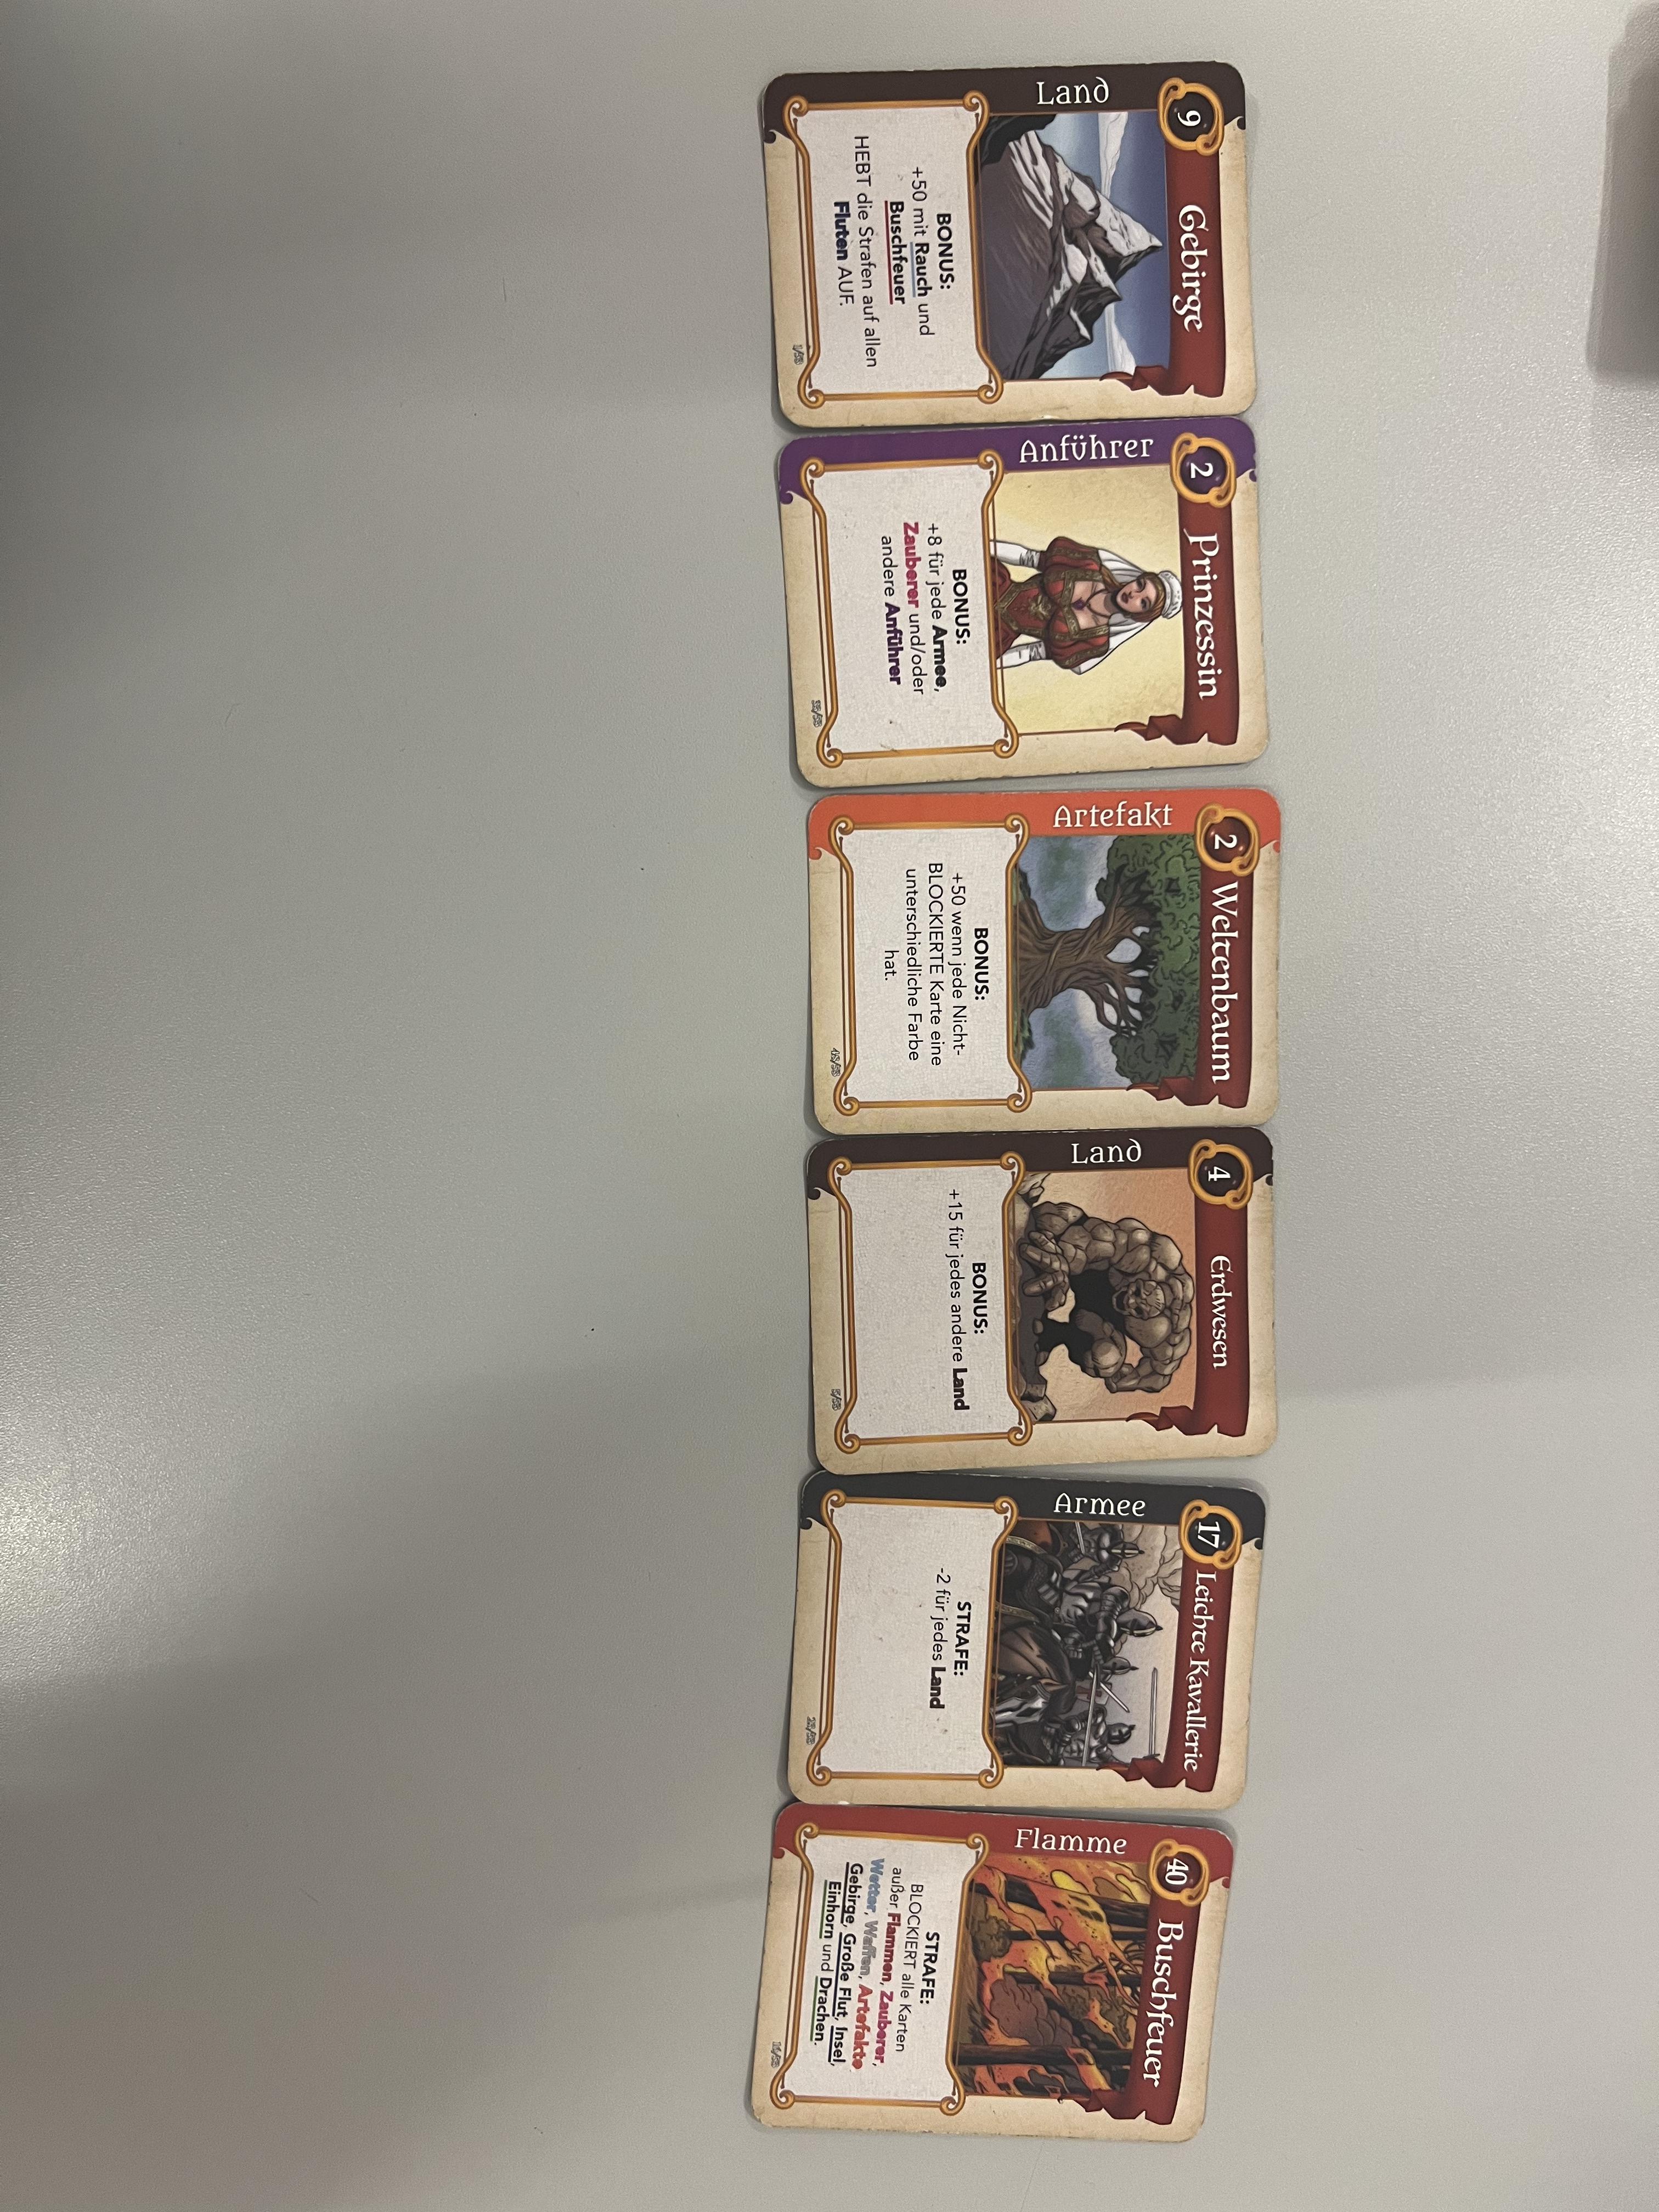 9
Gebirge
Land
BONUS:
+50 mit Rauch und
Buschfeuer
HEBT die Strafen auf allen
Fluten AUF.
1/53
2
Prinzessin
Anführer
BONUS:
+8 für jede Armee,
Zauberer und/oder
andere Anführer
2
Weltenbaum
Artefakt
BONUS:
+50 wenn jede Nicht-
BLOCKIERTE Karte eine
unterschiedliche Farbe
hat.
4
Erdwesen
Land
BONUS:
+15 für jedes andere Land
5/53
17
Leichte Kavallerie
Armee
STRAFE:
-2 für jedes Land
40
Buschfeuer
Flamme
STRAFE:
BLOCKIERT alle Karten
außer Flammen, Zauberer,
Wetter, Waffen, Artefakte,
Gebirge, Große Flut, Insel,
Einhorn und Drachen.